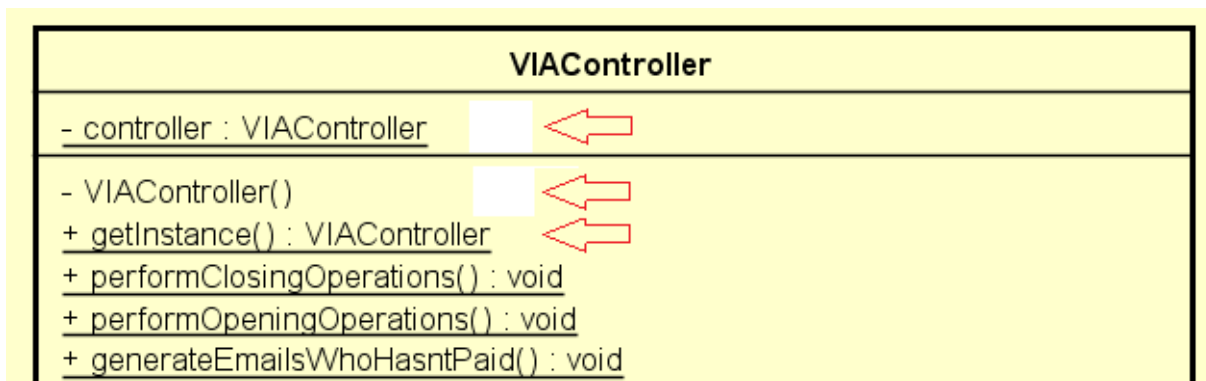 VIAController
- controller : VIAController
- VIAController()
+ getInstance() : VIAController
+ performClosingOperations() : void
+ performOpeningOperations() : void
+ generateEmailsWhoHasntPaid() : void